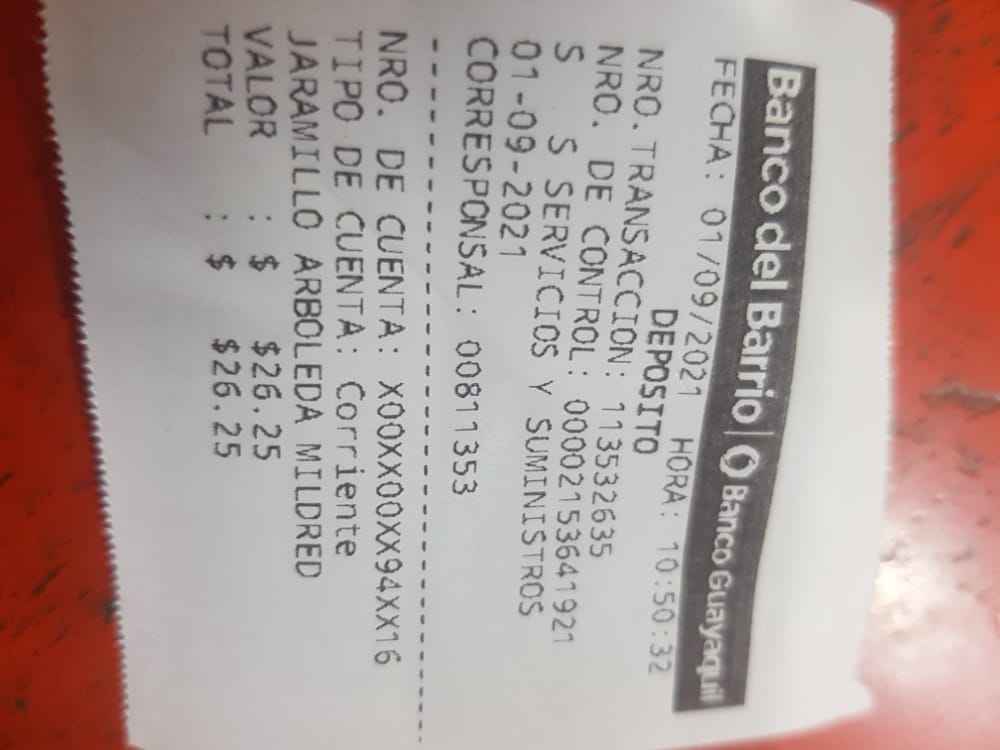 Banco del Barrio | Banco Guayaquil
FECHA: 01/09/2021 HORA: 10:50:32
DEPOSITO
NRO. TRANSACCION: 113532635
NRO. DE CONTROL: 00002153641921
S S SERVICIOS Y SUMINISTROS
01-09-2021
CORRESPONSAL: 00811353
--------------------------------
NRO. DE CUENTA: X00XX00XX94XX16
TIPO DE CUENTA: Corriente
JARAMILLO ARBOLEDA MILDRED
VALOR : $ $26.25
TOTAL : $ $26.25